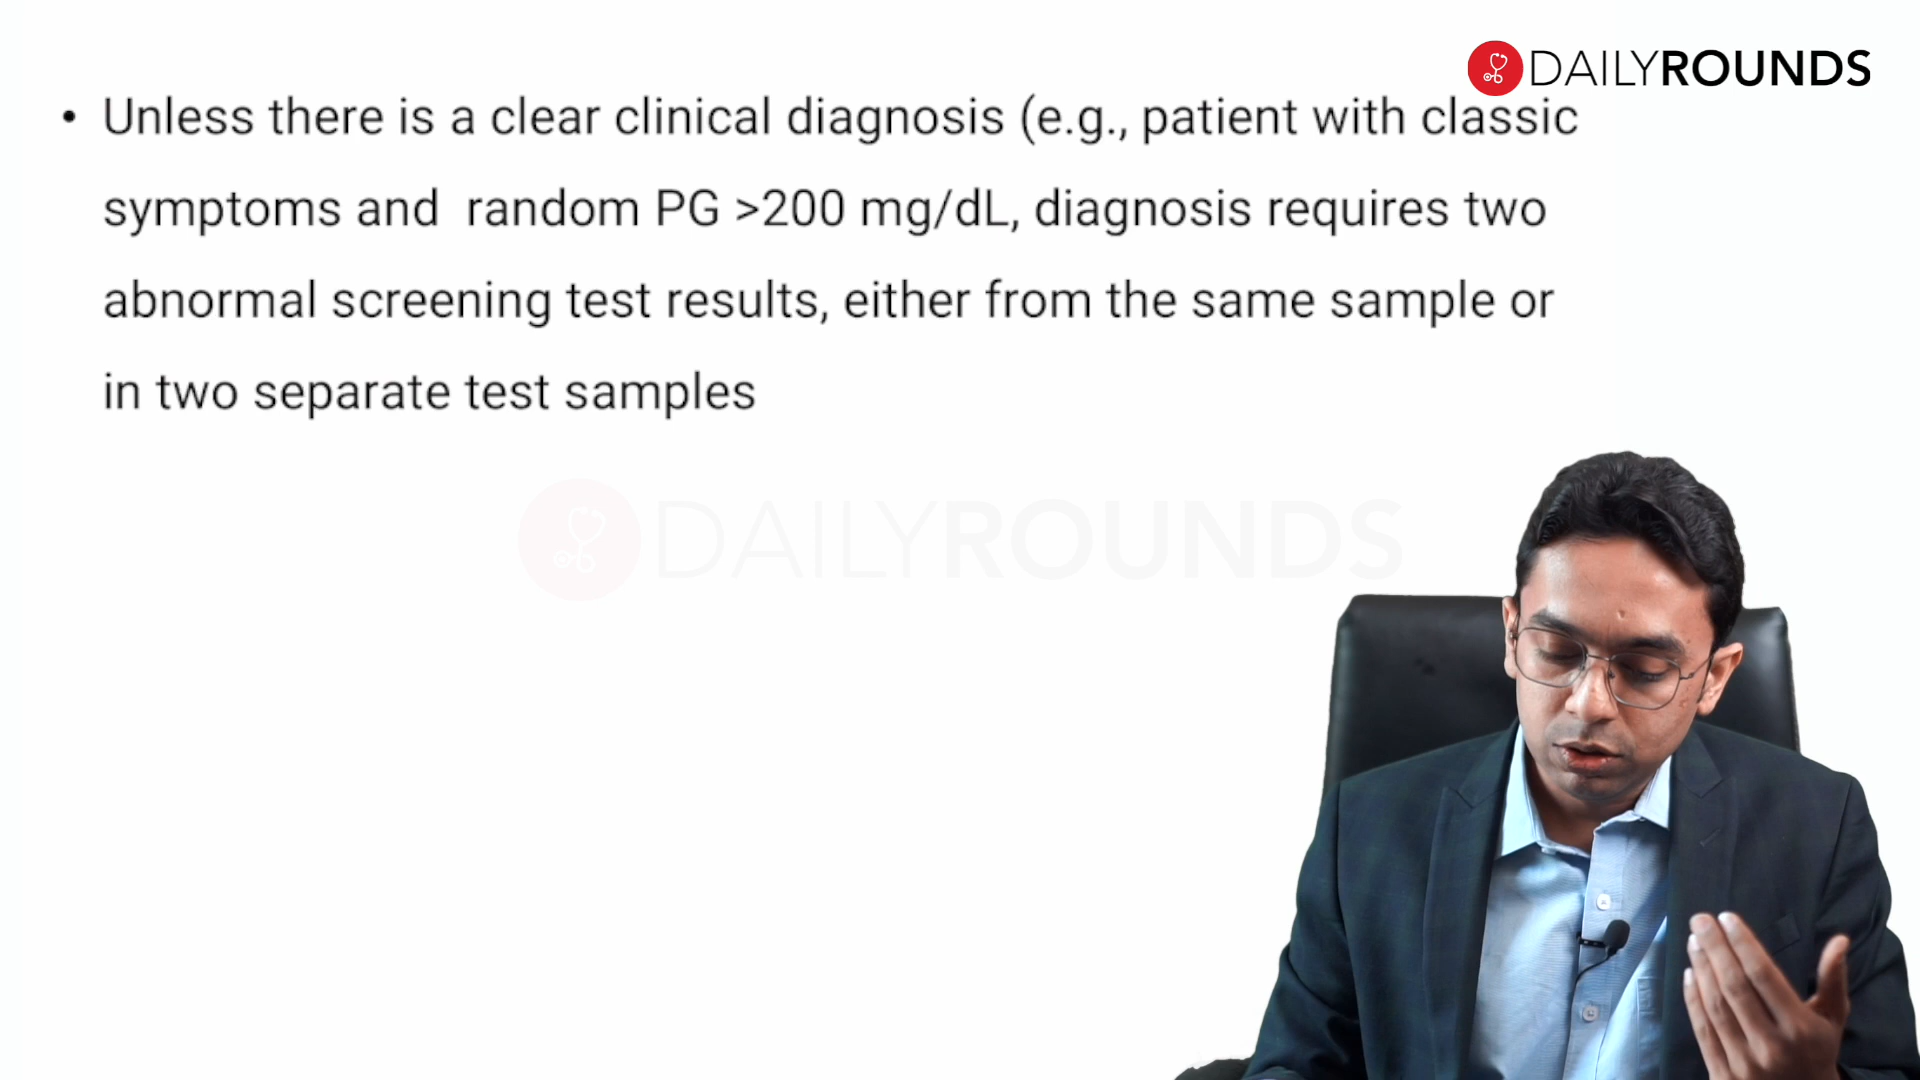 DAILYROUNDS
• Unless there is a clear clinical diagnosis (e.g., patient with classic
symptoms and  random PG >200 mg/dL, diagnosis requires two
abnormal screening test results, either from the same sample or
in two separate test samples
DAILYROUNDS